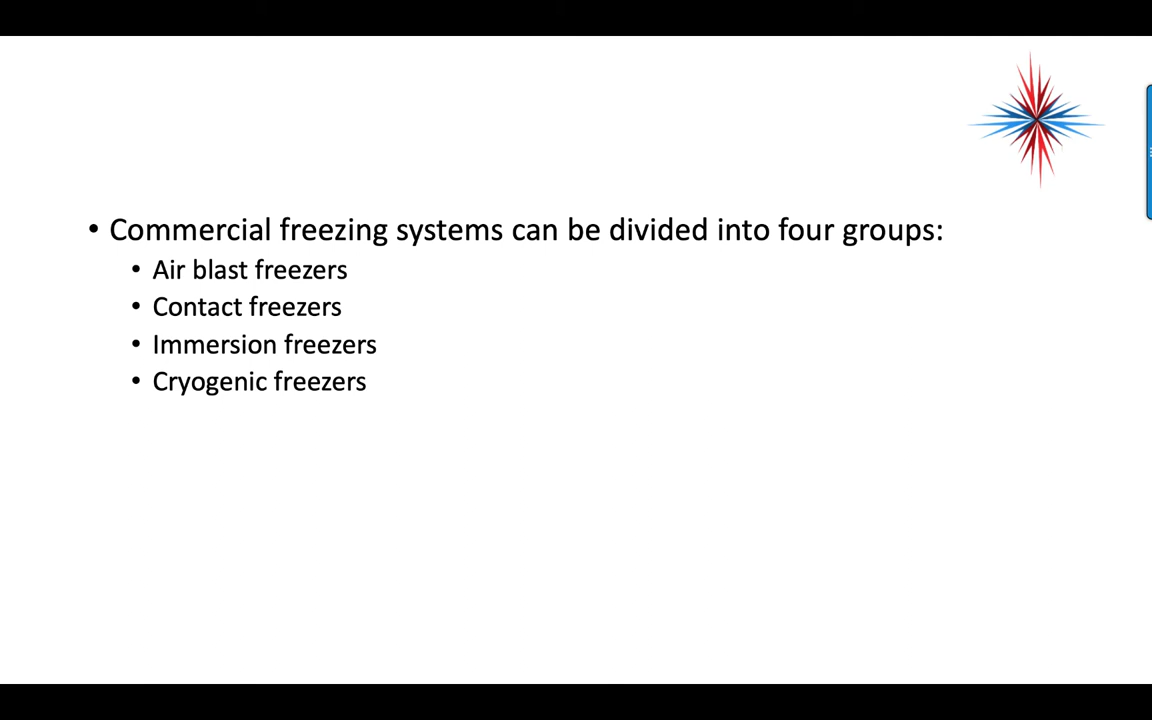 • Commercial freezing systems can be divided into four groups:
• Air blast freezers
• Contact freezers
• Immersion freezers
• Cryogenic freezers